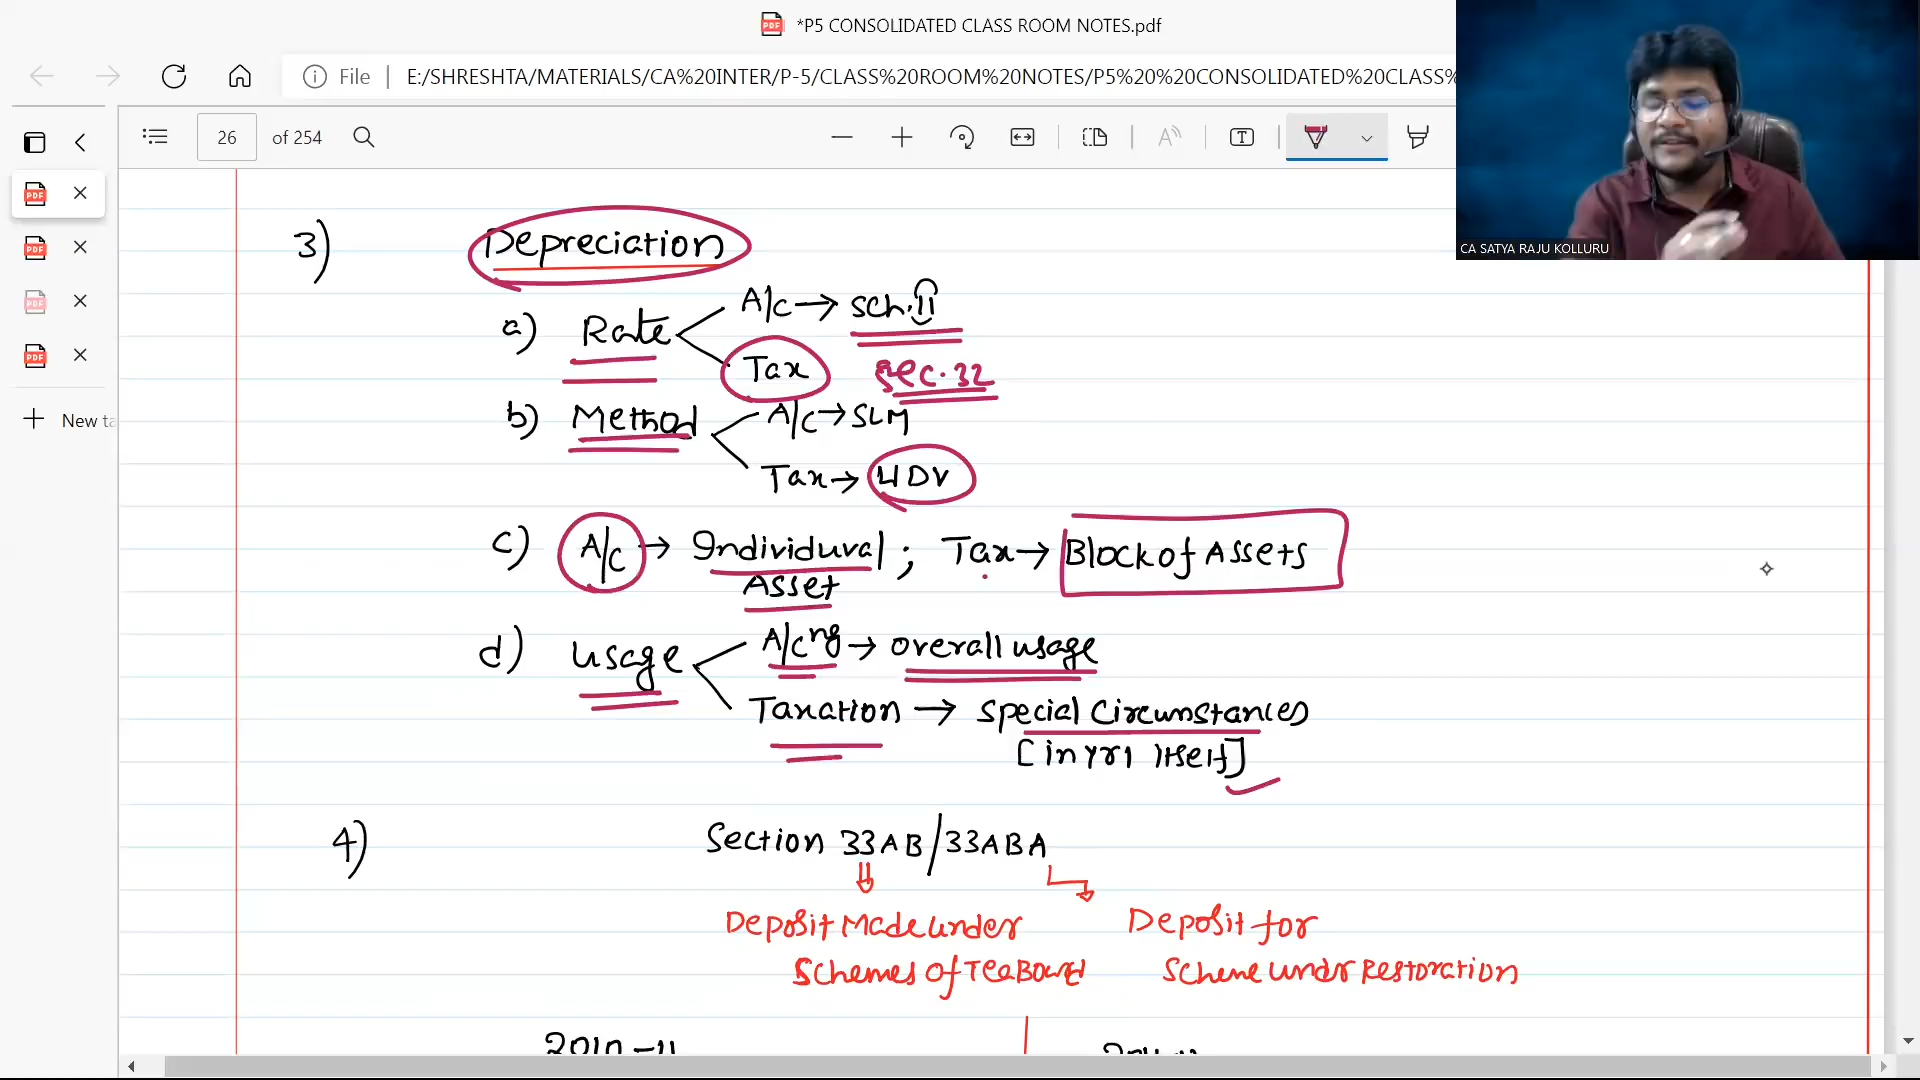 *P5 CONSOLIDATED CLASS ROOM NOTES.pdf
File | E:/SHRESHTA/MATERIALS/CA%20INTER/P-5/CLASS%20ROOM%20NOTES/P5%20%20CONSOLIDATED%20CLASS%
26 of 254
New ta
CA SATYA RAJU KOLLURU
3) Depreciation
a) Rate A/c → Sch.II
Tax Sec.32
b) Method A/c → SLM
Tax → WDV
c) A/c → Individuval ; Tax → Block of Assets
Asset
d) Usage A/cng → overall usage
Taxation → Special Circumstances
[in yr1 itself]
4) Section 33AB/33ABA
Deposit Made under Deposit for
Schemes of Tea Board Scheme under Restoration
2010-11